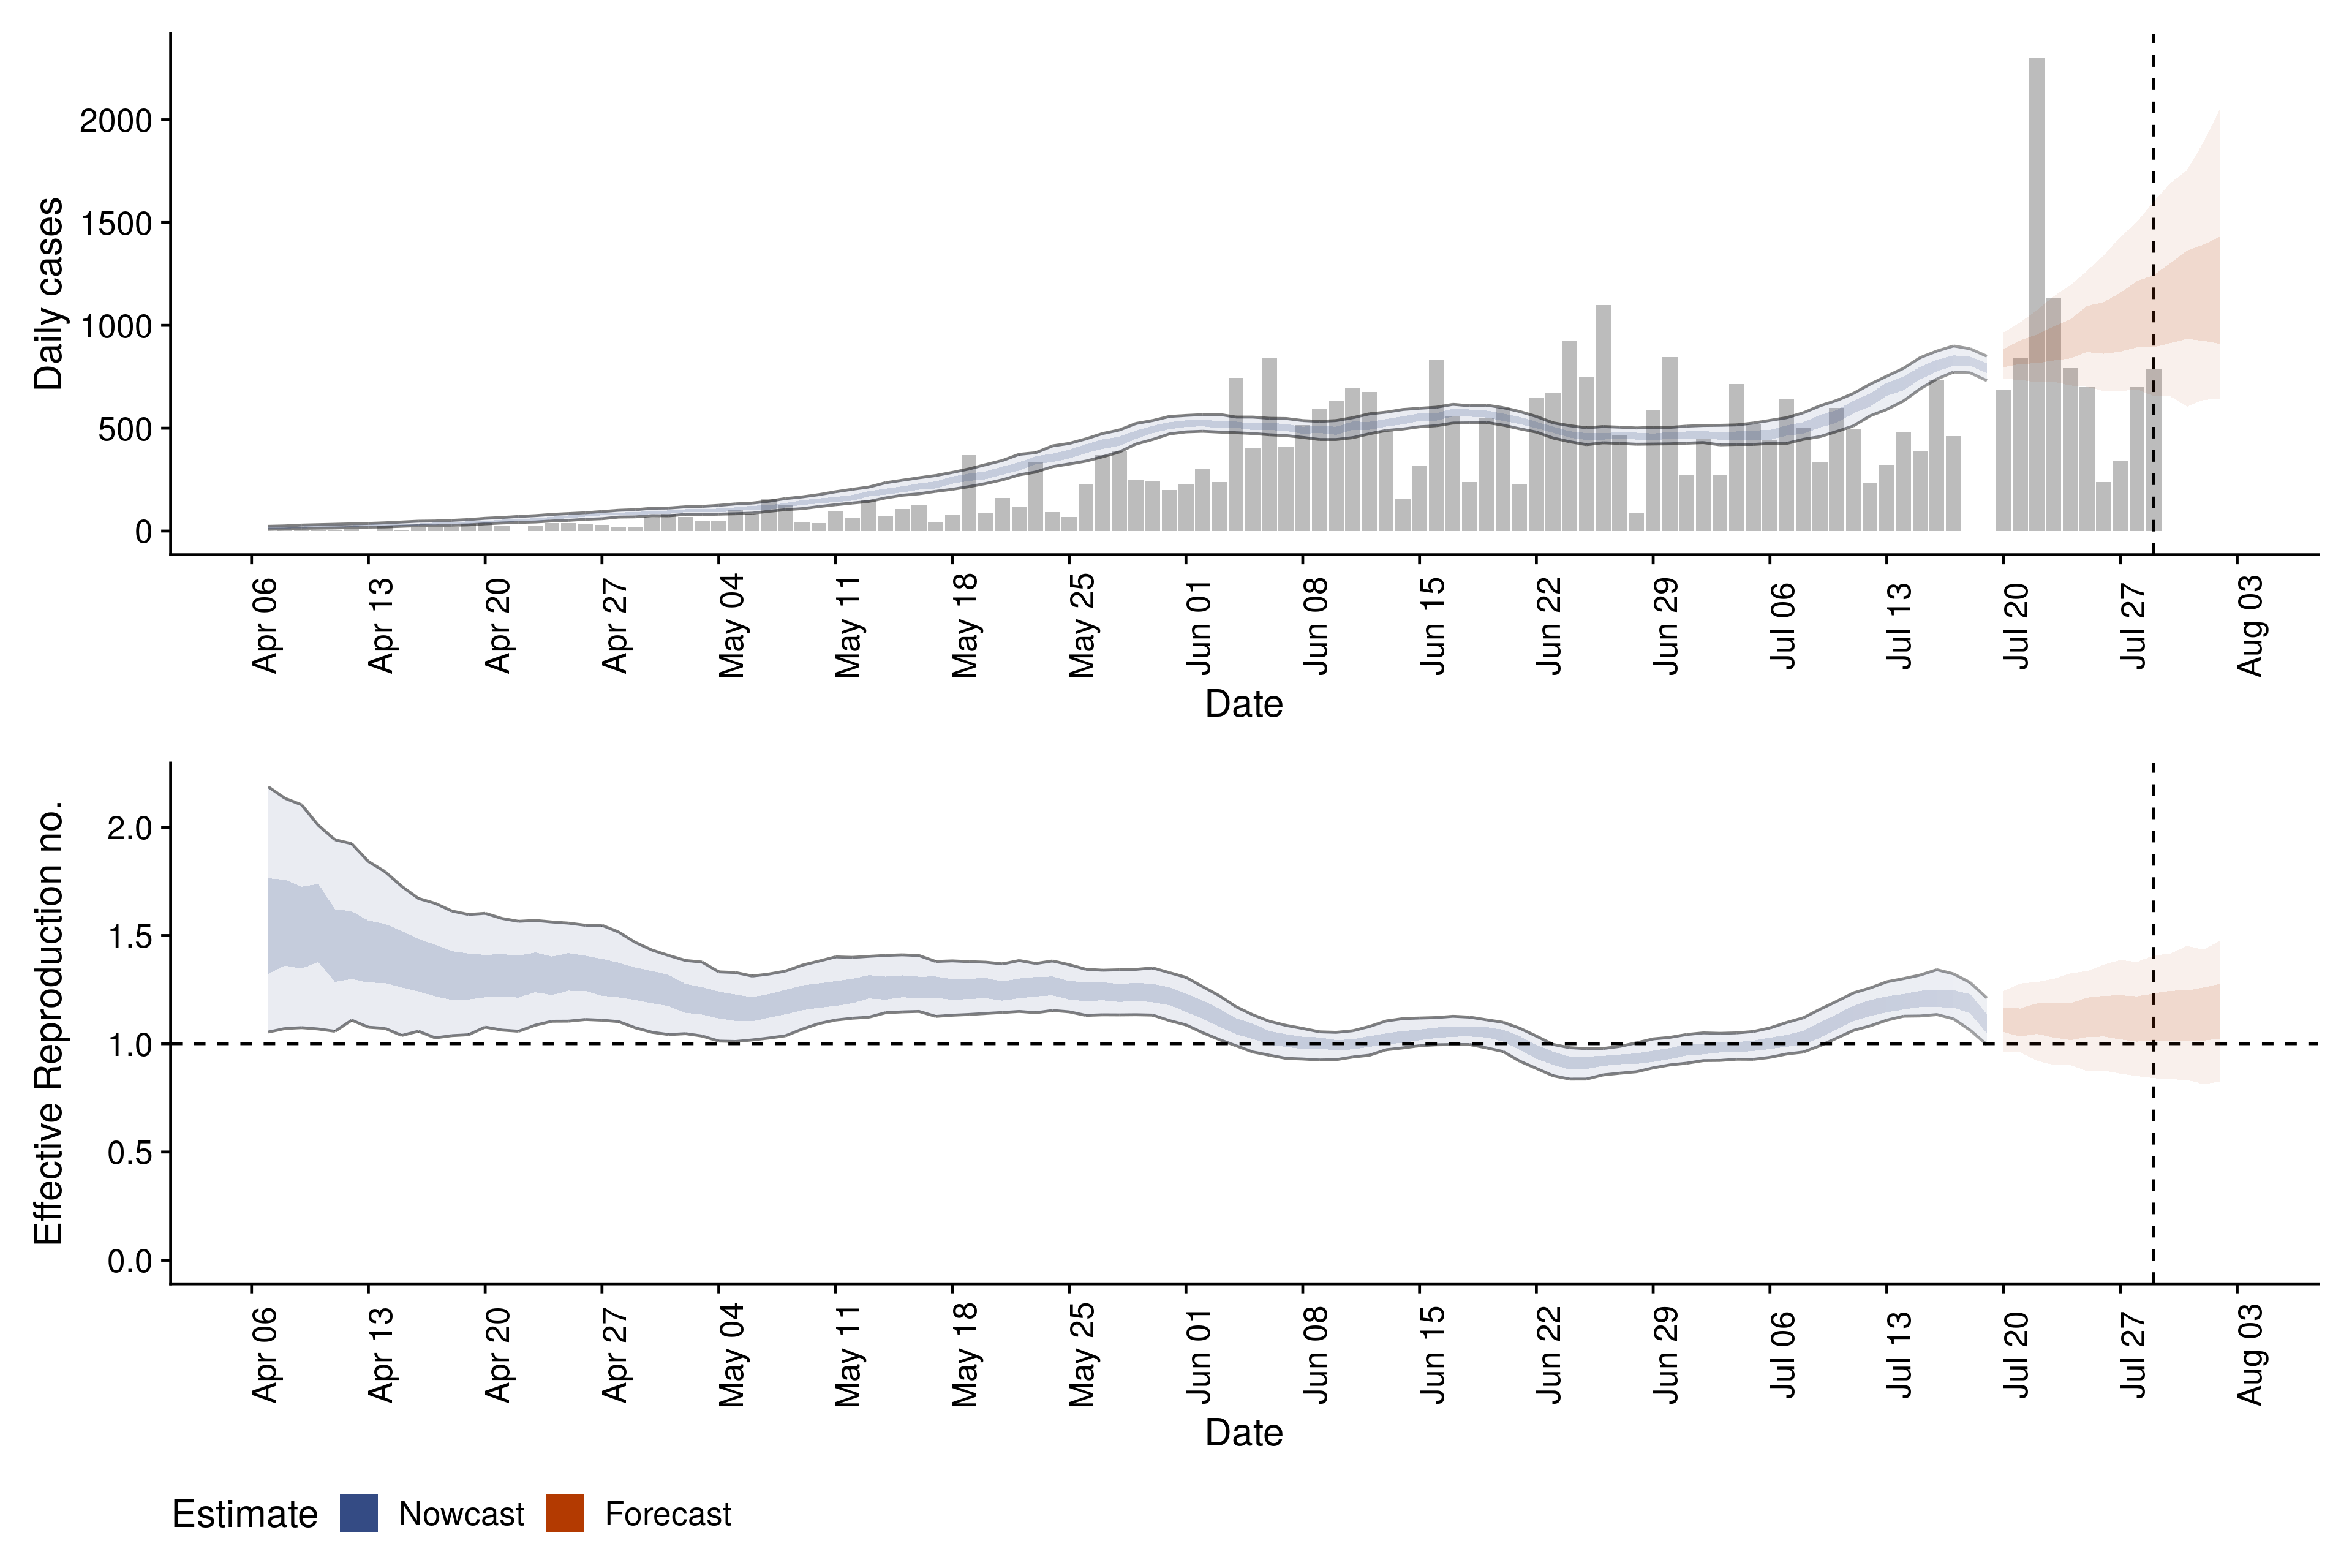 Daily cases
2000
1500
1000
500
0
Apr 06
Apr 13
Apr 20
Apr 27
May 04
May 11
May 18
May 25
Jun 01
Jun 08
Jun 15
Jun 22
Jun 29
Jul 06
Jul 13
Jul 20
Jul 27
Aug 03
Date
Effective Reproduction no.
2.0
1.5
1.0
0.5
0.0
Apr 06
Apr 13
Apr 20
Apr 27
May 04
May 11
May 18
May 25
Jun 01
Jun 08
Jun 15
Jun 22
Jun 29
Jul 06
Jul 13
Jul 20
Jul 27
Aug 03
Date
Estimate Nowcast Forecast